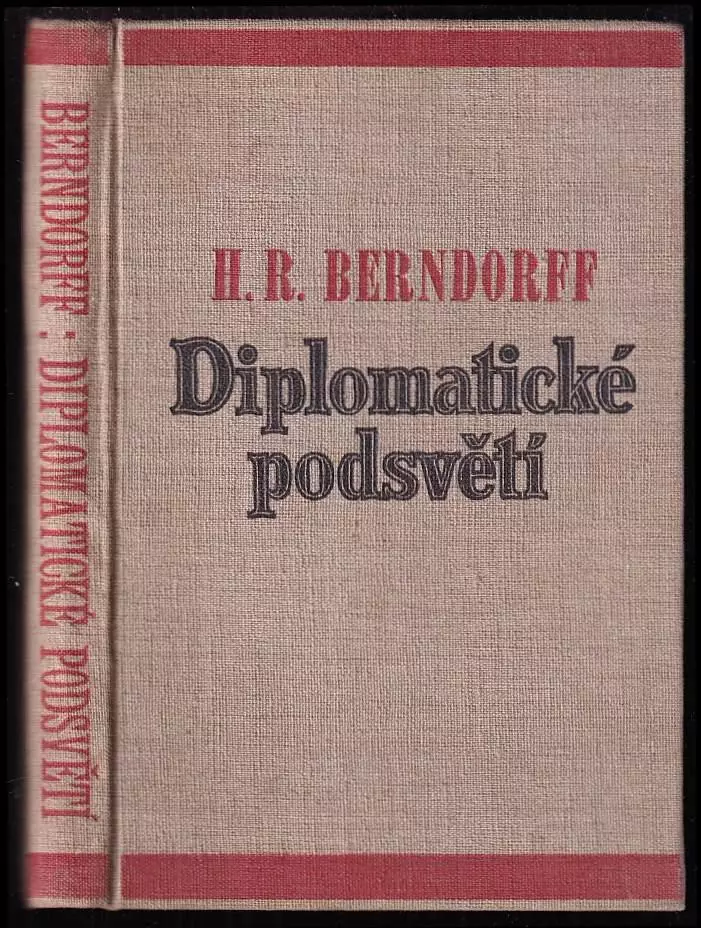 BERNDORFF: DIPLOMATICKÉ PODSVĚTÍ
H. R. BERNDORFF
Diplomatické
podsvětí